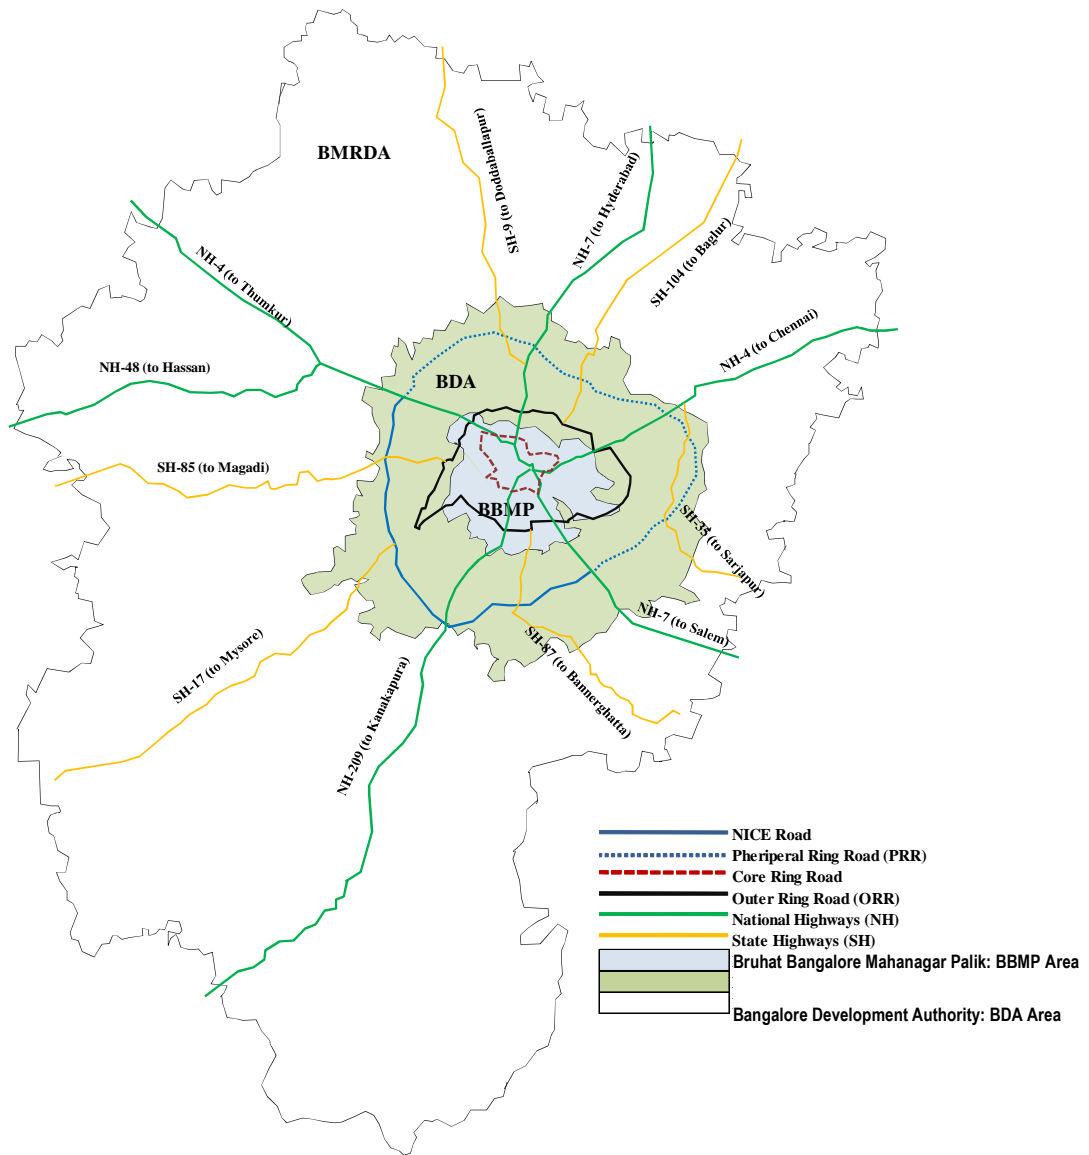 BMRDA
SH-9 (to Doddaballapur)
NH-7 (to Hyderabad)
SH-104 (to Baglur)
NH-4 (to Thumkur)
NH-4 (to Chennai)
NH-48 (to Hassan)
BDA
SH-85 (to Magadi)
BBMP
SH-35 (to Sarjapur)
NH-7 (to Salem)
SH-17 (to Mysore)
SH-87 (to Bannerghatta)
NH-209 (to Kanakapura)
NICE Road
Pheriperal Ring Road (PRR)
Core Ring Road
Outer Ring Road (ORR)
National Highways (NH)
State Highways (SH)
Bruhat Bangalore Mahanagar Palik: BBMP Area
Bangalore Development Authority: BDA Area